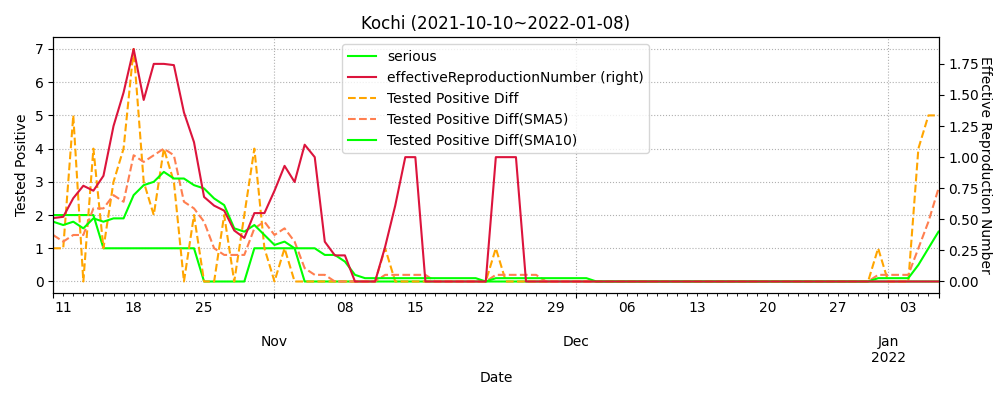 Kochi (2021-10-10~2022-01-08)
serious
effectiveReproductionNumber (right)
Tested Positive Diff
Tested Positive Diff(SMA5)
Tested Positive Diff(SMA10)
Tested Positive
7
6
5
4
3
2
1
0
Effective Reproduction Number
1.75
1.50
1.25
1.00
0.75
0.50
0.25
0.00
11 18 25 08 15 22 29 06 13 20 27 03
Nov Dec Jan
2022
Date